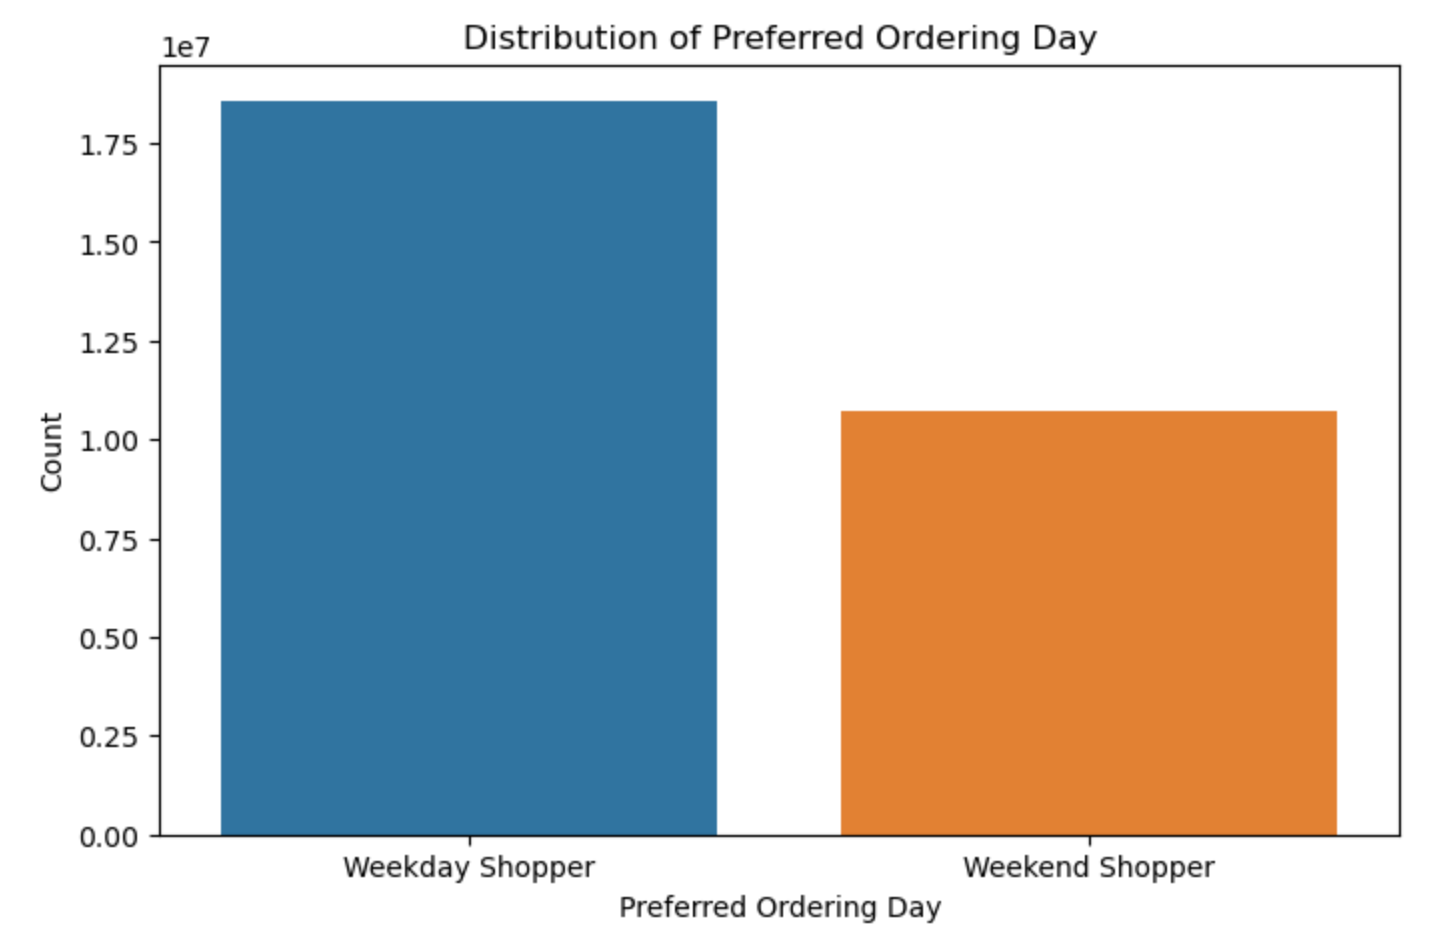 Distribution of Preferred Ordering Day
1e7
1.75
1.50
1.25
1.00
0.75
0.50
0.25
0.00
Count
Weekday Shopper
Weekend Shopper
Preferred Ordering Day